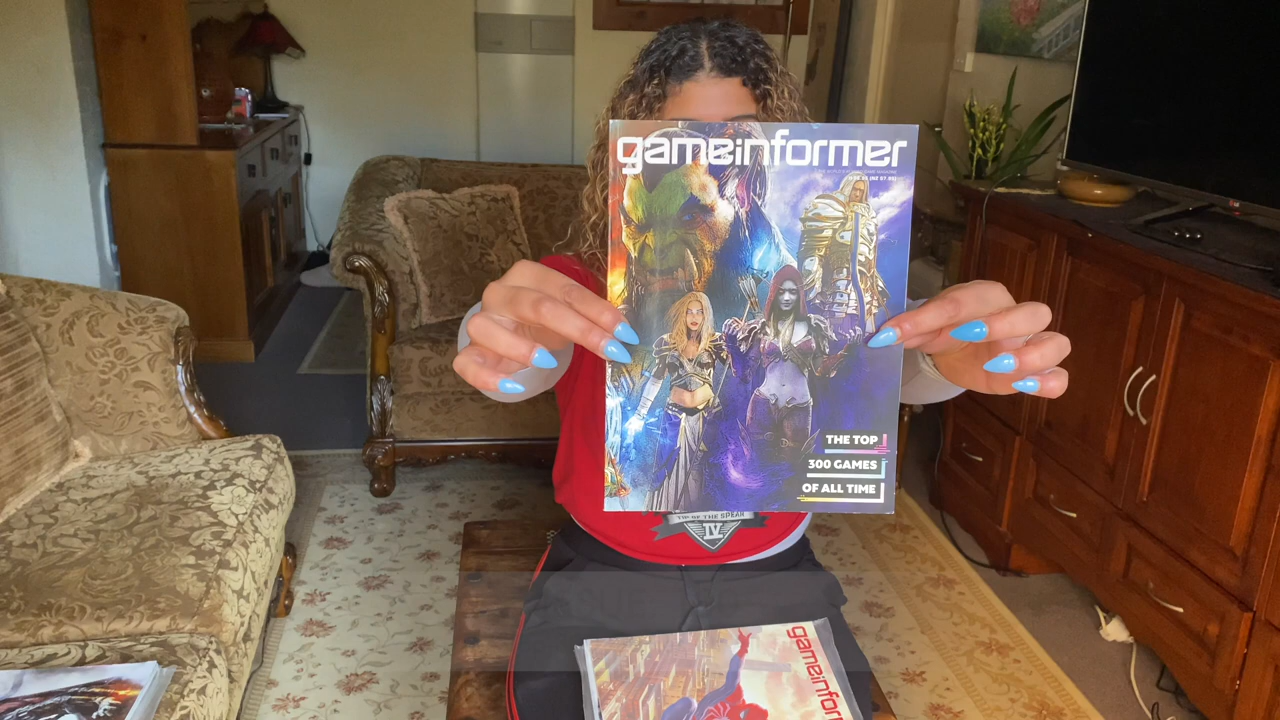 gameinformer
THE TOP
300 GAMES
OF ALL TIME
TIP OF THE SPEAR
IV
gameinfor